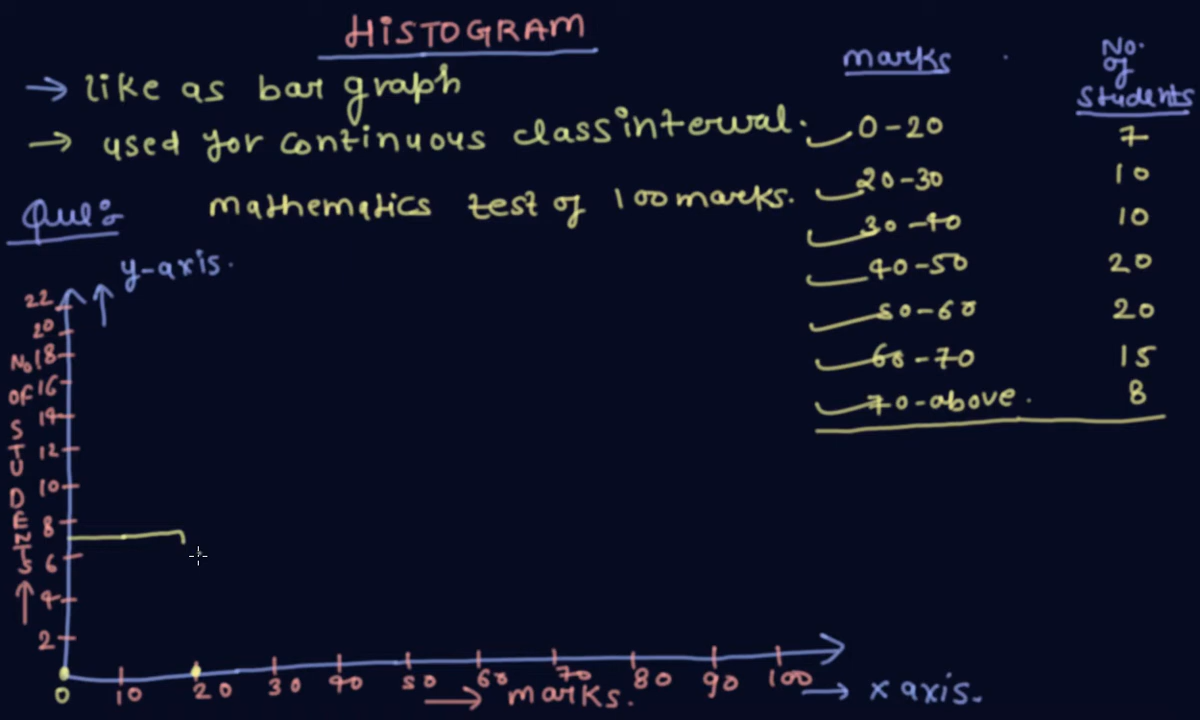 HISTOGRAM
→ like as bar graph
→ used for continuous class interval.
Que:
mathematics test of 100 marks.
marks
No. of Students
0-20 7
20-30 10
30-40 10
40-50 20
50-60 20
60-70 15
70-above. 8
y-axis.
22
20
18
16
14
12
10
8
6
4
2
No OF STUDENTS →
0 10 20 30 40 50 60 70 80 90 100
→ marks.
→ x axis.